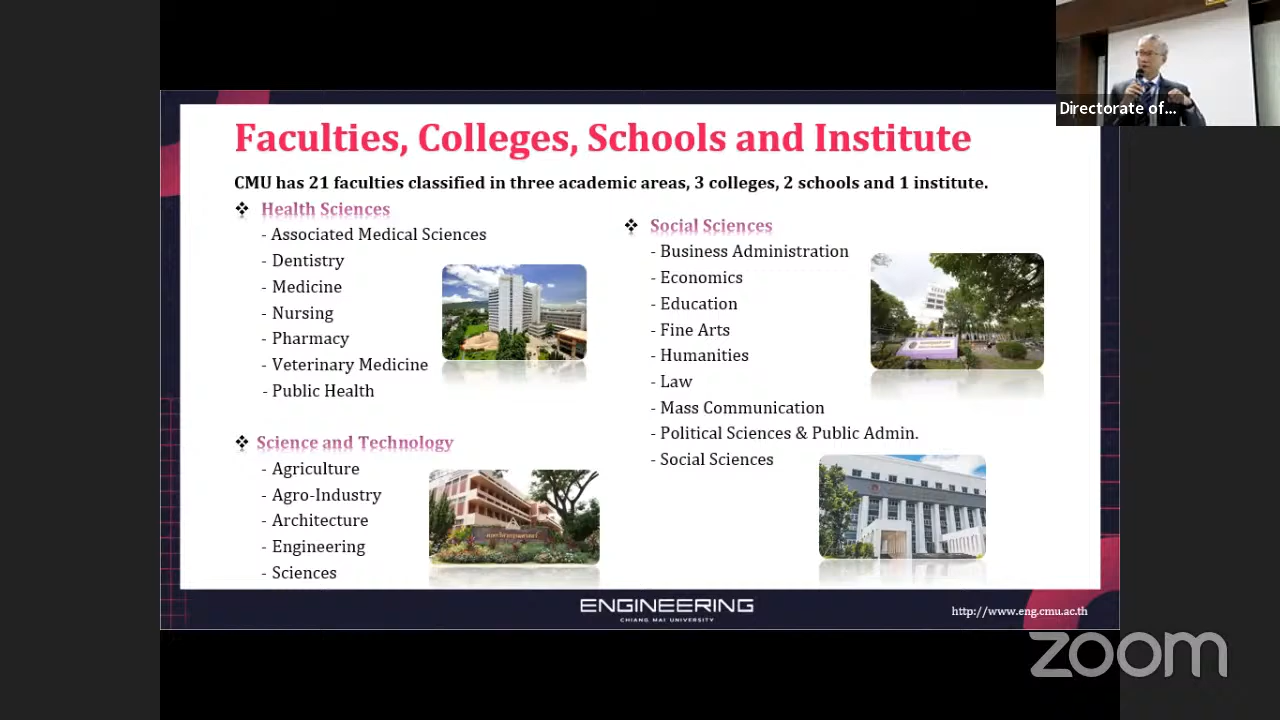 Directorate of...
Faculties, Colleges, Schools and Institute
CMU has 21 faculties classified in three academic areas, 3 colleges, 2 schools and 1 institute.
❖ Health Sciences
- Associated Medical Sciences
- Dentistry
- Medicine
- Nursing
- Pharmacy
- Veterinary Medicine
- Public Health
❖ Science and Technology
- Agriculture
- Agro-Industry
- Architecture
- Engineering
- Sciences
❖ Social Sciences
- Business Administration
- Economics
- Education
- Fine Arts
- Humanities
- Law
- Mass Communication
- Political Sciences & Public Admin.
- Social Sciences
ENGINEERING
CHIANG MAI UNIVERSITY
http://www.eng.cmu.ac.th
zoom